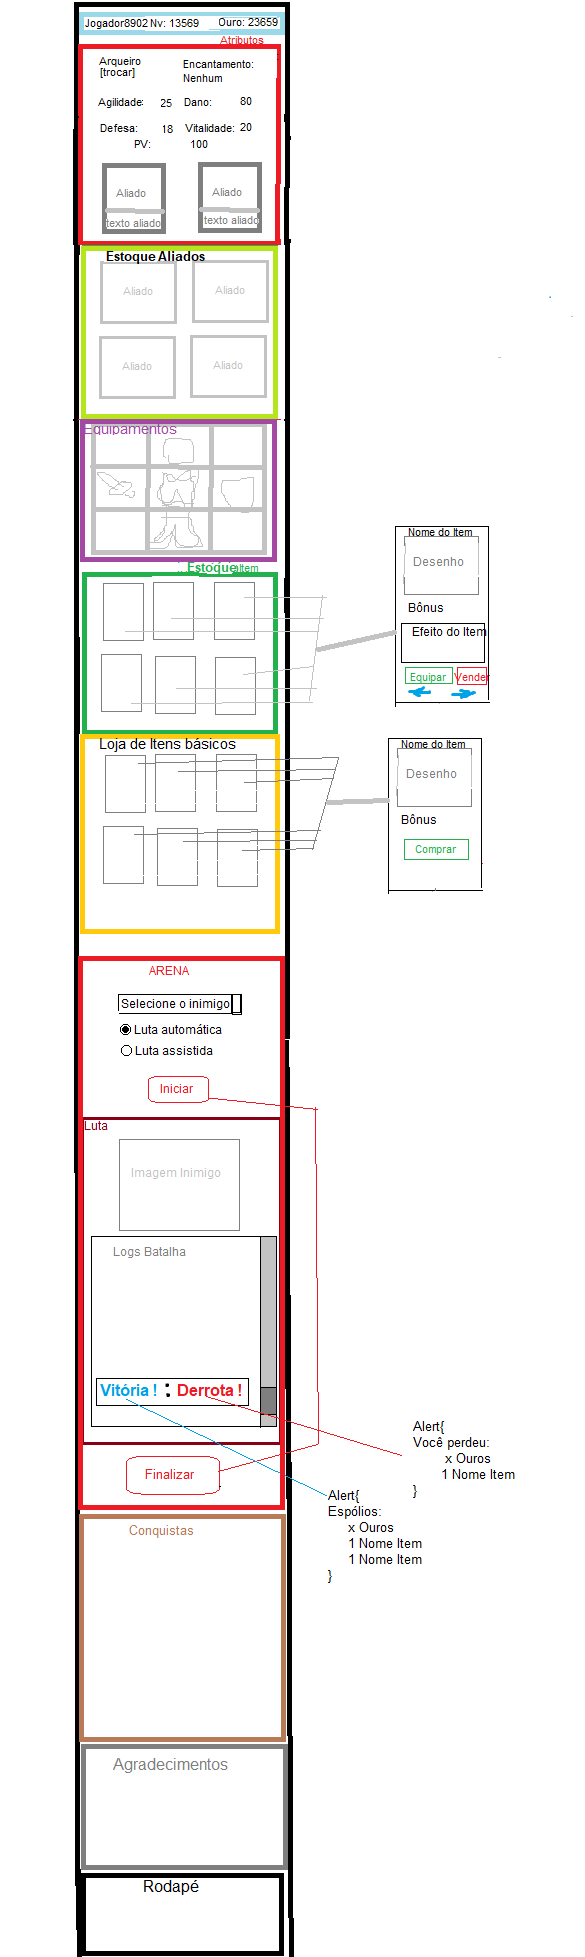 Jogador8902 Nv: 13569 Ouro: 23659
Atributos
Arqueiro
[trocar]
Encantamento:
Nenhum
Agilidade: 25 Dano: 80
Defesa: 18 Vitalidade: 20
PV: 100
Aliado Aliado
texto aliado texto aliado
Estoque Aliados
Aliado Aliado
Aliado Aliado
Equipamentos
Estoque item
Nome do Item
Desenho
Bônus
Efeito do Item
Equipar Vender
Loja de Itens básicos
Nome do Item
Desenho
Bônus
Comprar
ARENA
Selecione o inimigo
Luta automática
Luta assistida
Iniciar
Luta
Imagem Inimigo
Logs Batalha
Vitória ! : Derrota !
Alert{
Você perdeu:
x Ouros
1 Nome Item
}
Finalizar
Alert{
Espólios:
x Ouros
1 Nome Item
1 Nome Item
}
Conquistas
Agradecimentos
Rodapé